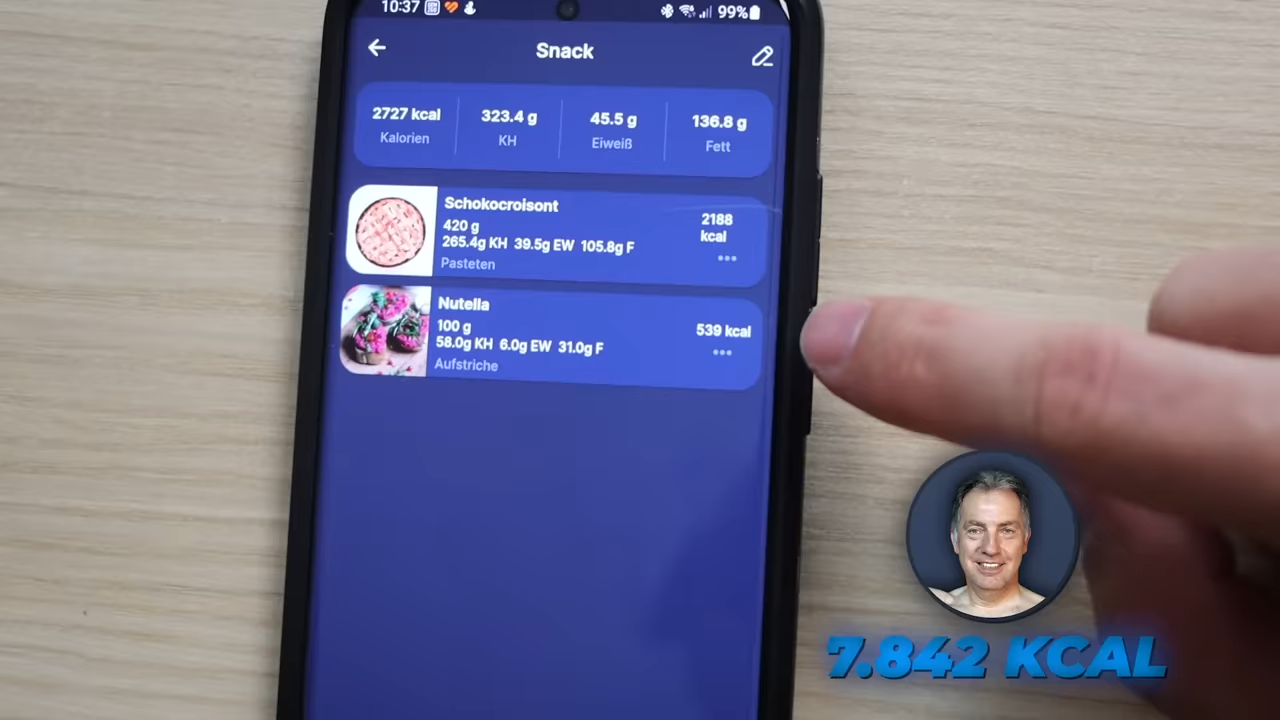 10:37
99%
Snack
2727 kcal 323.4 g 45.5 g 136.8 g
Kalorien KH Eiweiß Fett
Schokocroisont
420 g
265.4g KH 39.5g EW 105.8g F
Pasteten
2188
kcal
Nutella
100 g
58.0g KH 6.0g EW 31.0g F
Aufstriche
539 kcal
7.842 KCAL